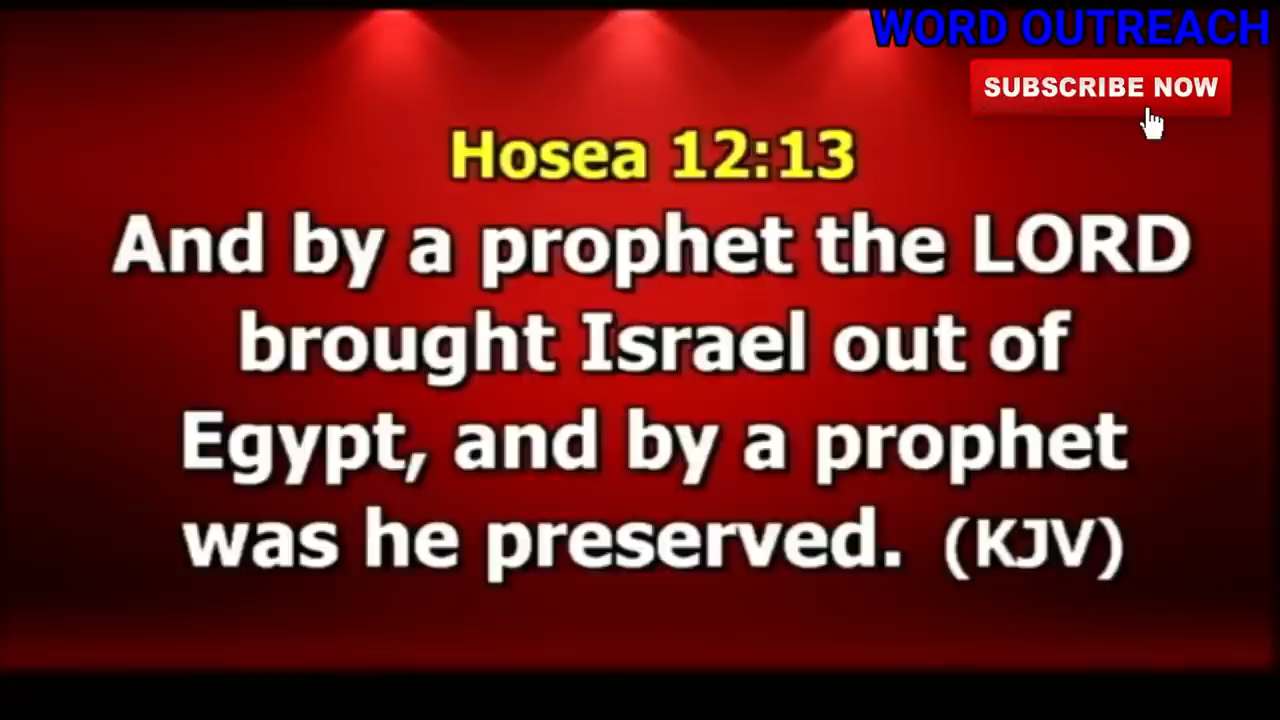 WORD OUTREACH
SUBSCRIBE NOW
Hosea 12:13
And by a prophet the LORD
brought Israel out of
Egypt, and by a prophet
was he preserved. (KJV)